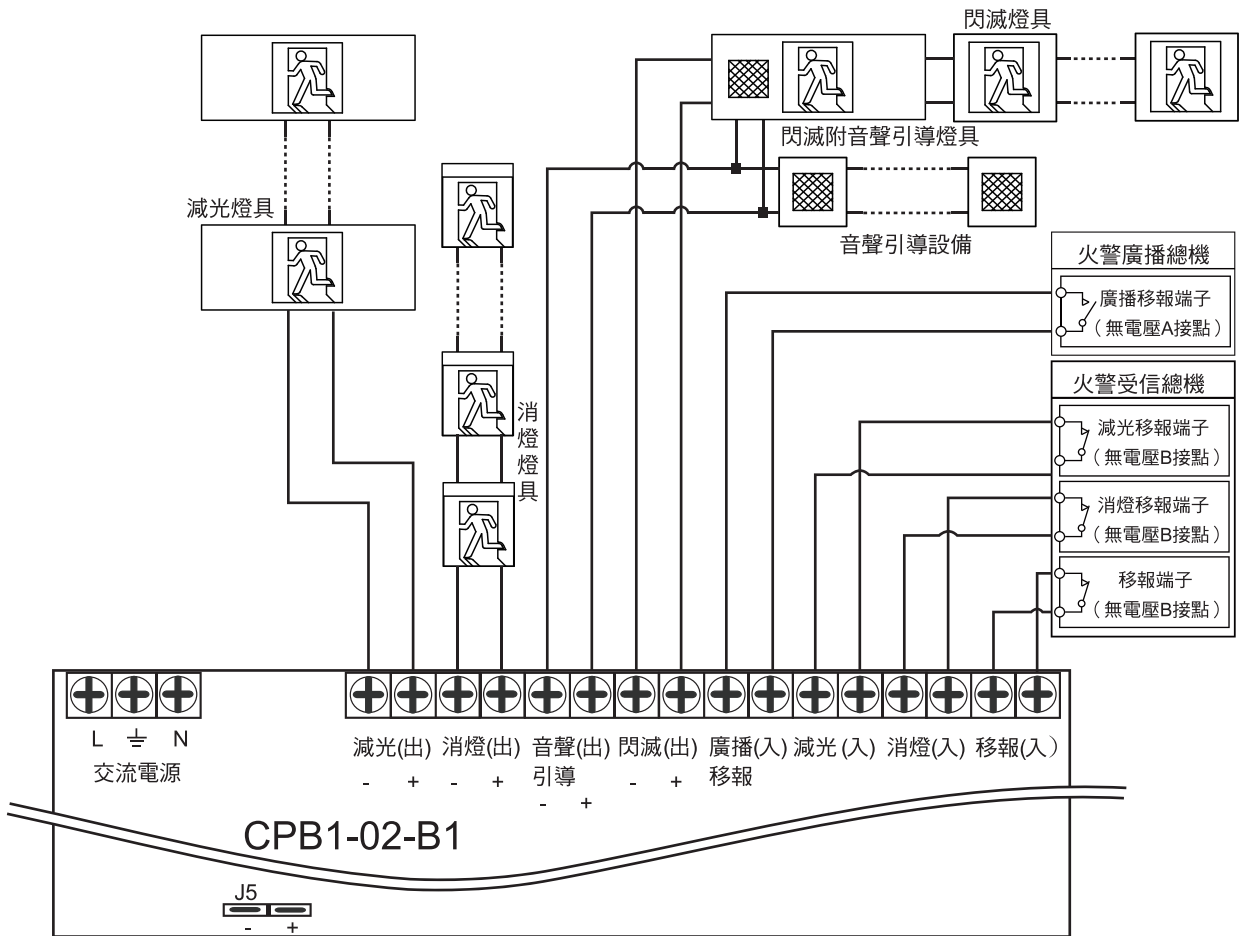 閃滅燈具
閃滅附音聲引導燈具
減光燈具
音聲引導設備
火警廣播總機
廣播移報端子
（無電壓A接點）
火警受信總機
減光移報端子
（無電壓B接點）
消燈移報端子
（無電壓B接點）
移報端子
（無電壓B接點）
消燈燈具
L ⏚ N
交流電源
減光(出) 消燈(出) 音聲(出) 閃滅(出) 廣播(入) 減光(入) 消燈(入) 移報(入)
引導 移報
- + - + - + - +
CPB1-02-B1
J5
- +